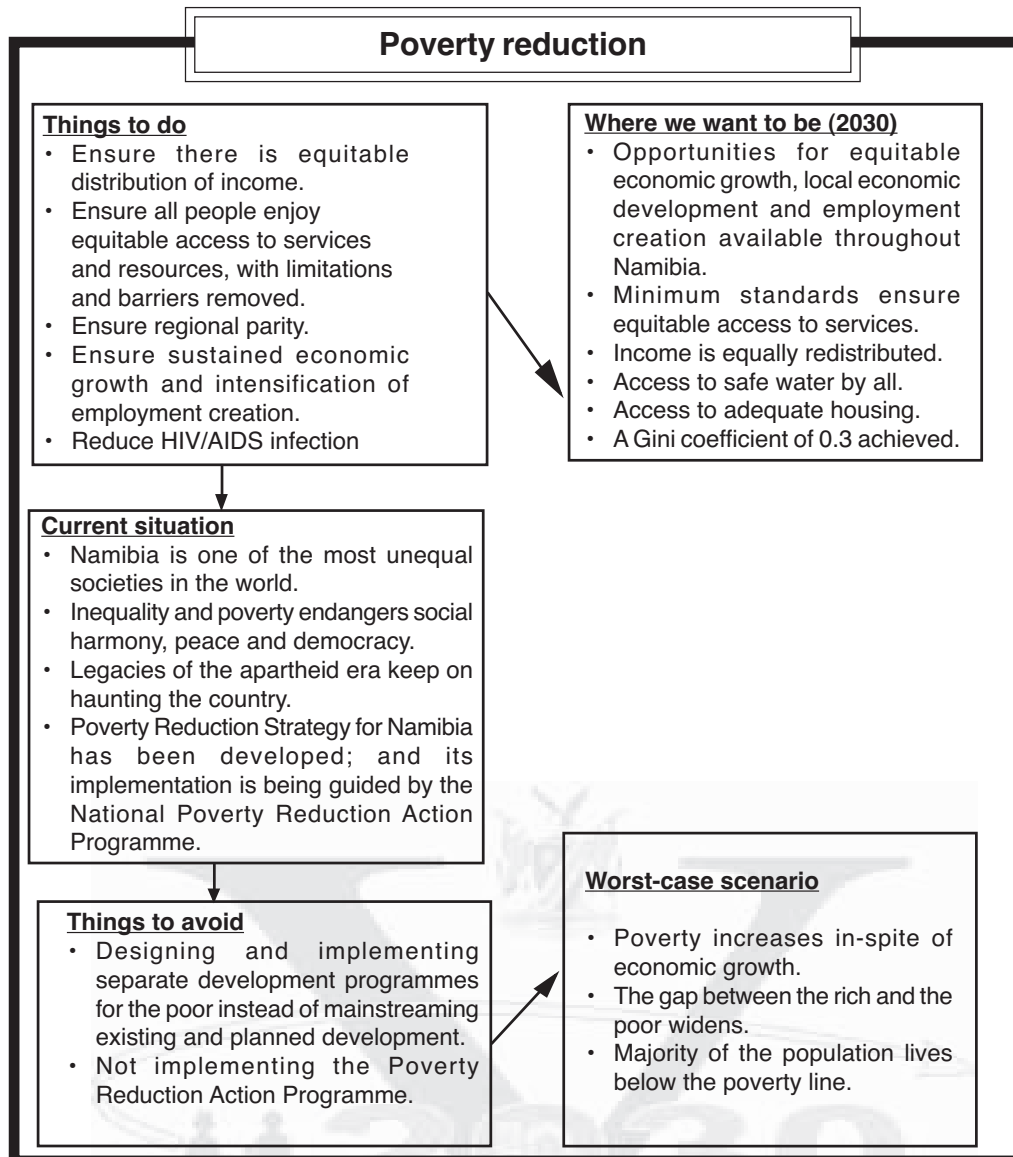 Poverty reduction
Things to do
• Ensure there is equitable
distribution of income.
• Ensure all people enjoy
equitable access to services
and resources, with limitations
and barriers removed.
• Ensure regional parity.
• Ensure sustained economic
growth and intensification of
employment creation.
• Reduce HIV/AIDS infection
Where we want to be (2030)
• Opportunities for equitable
economic growth, local economic
development and employment
creation available throughout
Namibia.
• Minimum standards ensure
equitable access to services.
• Income is equally redistributed.
• Access to safe water by all.
• Access to adequate housing.
• A Gini coefficient of 0.3 achieved.
Current situation
• Namibia is one of the most unequal
societies in the world.
• Inequality and poverty endangers social
harmony, peace and democracy.
• Legacies of the apartheid era keep on
haunting the country.
• Poverty Reduction Strategy for Namibia
has been developed; and its
implementation is being guided by the
National Poverty Reduction Action
Programme.
Things to avoid
• Designing and implementing
separate development programmes
for the poor instead of mainstreaming
existing and planned development.
• Not implementing the Poverty
Reduction Action Programme.
Worst-case scenario
• Poverty increases in-spite of
economic growth.
• The gap between the rich and the
poor widens.
• Majority of the population lives
below the poverty line.
V
2030